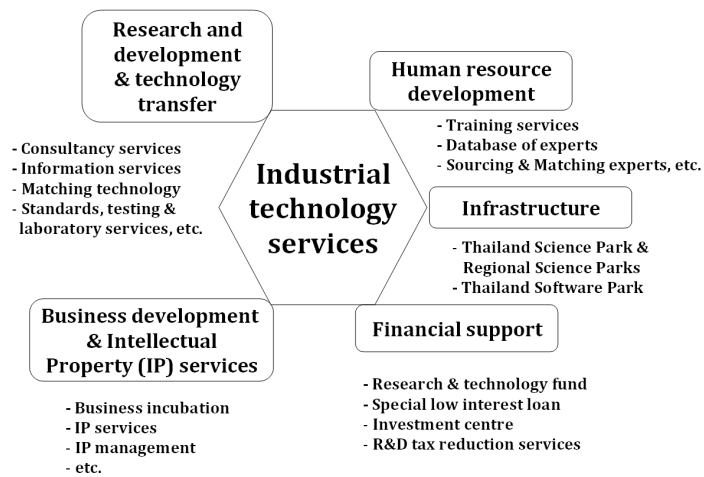 Research and
development
& technology
transfer
- Consultancy services
- Information services
- Matching technology
- Standards, testing &
laboratory services, etc.
Human resource
development
- Training services
- Database of experts
- Sourcing & Matching experts, etc.
Industrial
technology
services
Infrastructure
- Thailand Science Park &
Regional Science Parks
- Thailand Software Park
Business development
& Intellectual
Property (IP) services
- Business incubation
- IP services
- IP management
- etc.
Financial support
- Research & technology fund
- Special low interest loan
- Investment centre
- R&D tax reduction services